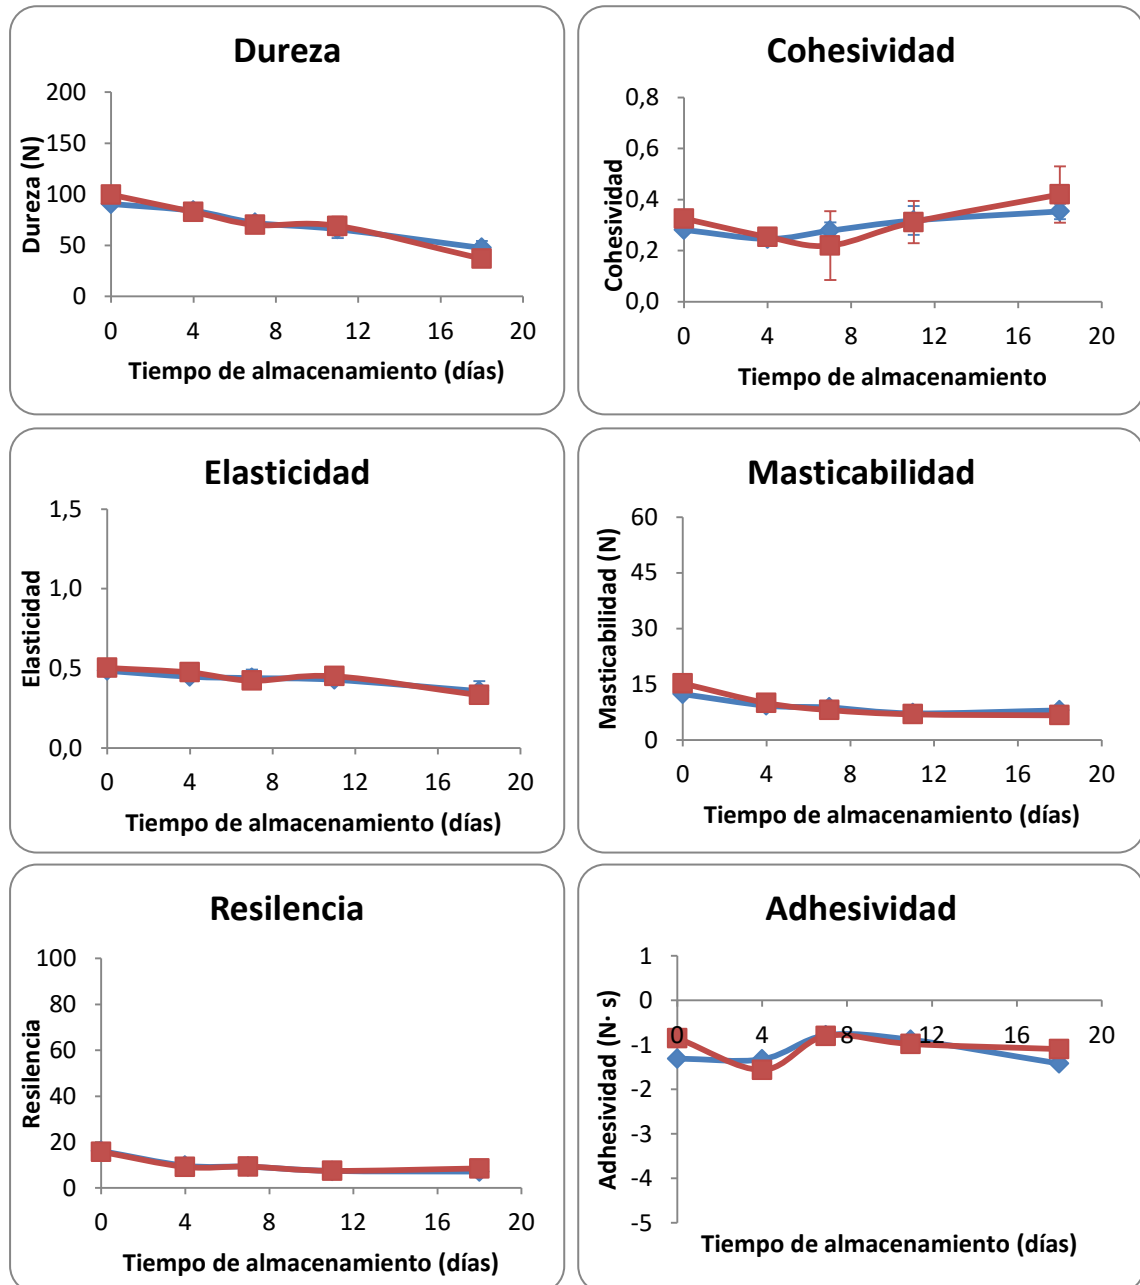 Dureza
200
150
100
50
0
Dureza (N)
0 4 8 12 16 20
Tiempo de almacenamiento (días)
Cohesividad
0,8
0,6
0,4
0,2
0,0
Cohesividad
0 4 8 12 16 20
Tiempo de almacenamiento
Elasticidad
1,5
1,0
0,5
0,0
Elasticidad
0 4 8 12 16 20
Tiempo de almacenamiento (días)
Masticabilidad
60
45
30
15
0
Masticabilidad (N)
0 4 8 12 16 20
Tiempo de almacenamiento (días)
Resilencia
100
80
60
40
20
0
Resilencia
0 4 8 12 16 20
Tiempo de almacenamiento (días)
Adhesividad
1
0
-1
-2
-3
-4
-5
Adhesividad (N· s)
0 4 8 12 16 20
Tiempo de almacenamiento (días)